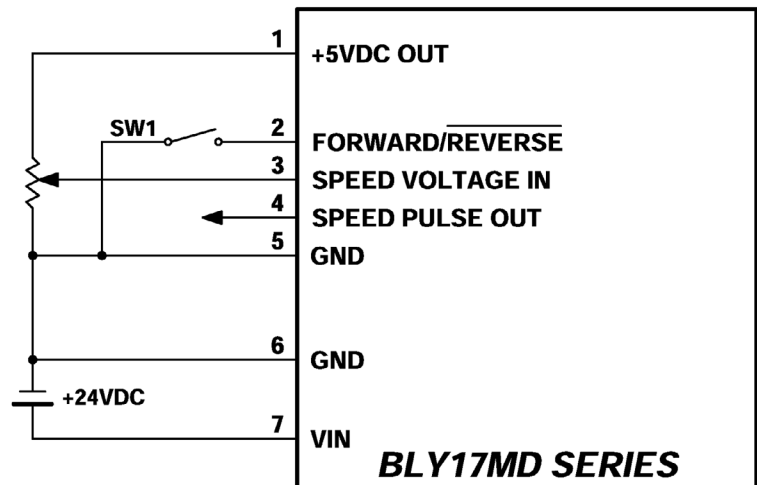 1 +5VDC OUT
SW1 2 FORWARD/REVERSE
3 SPEED VOLTAGE IN
4 SPEED PULSE OUT
5 GND
6 GND
+24VDC
7 VIN
BLY17MD SERIES